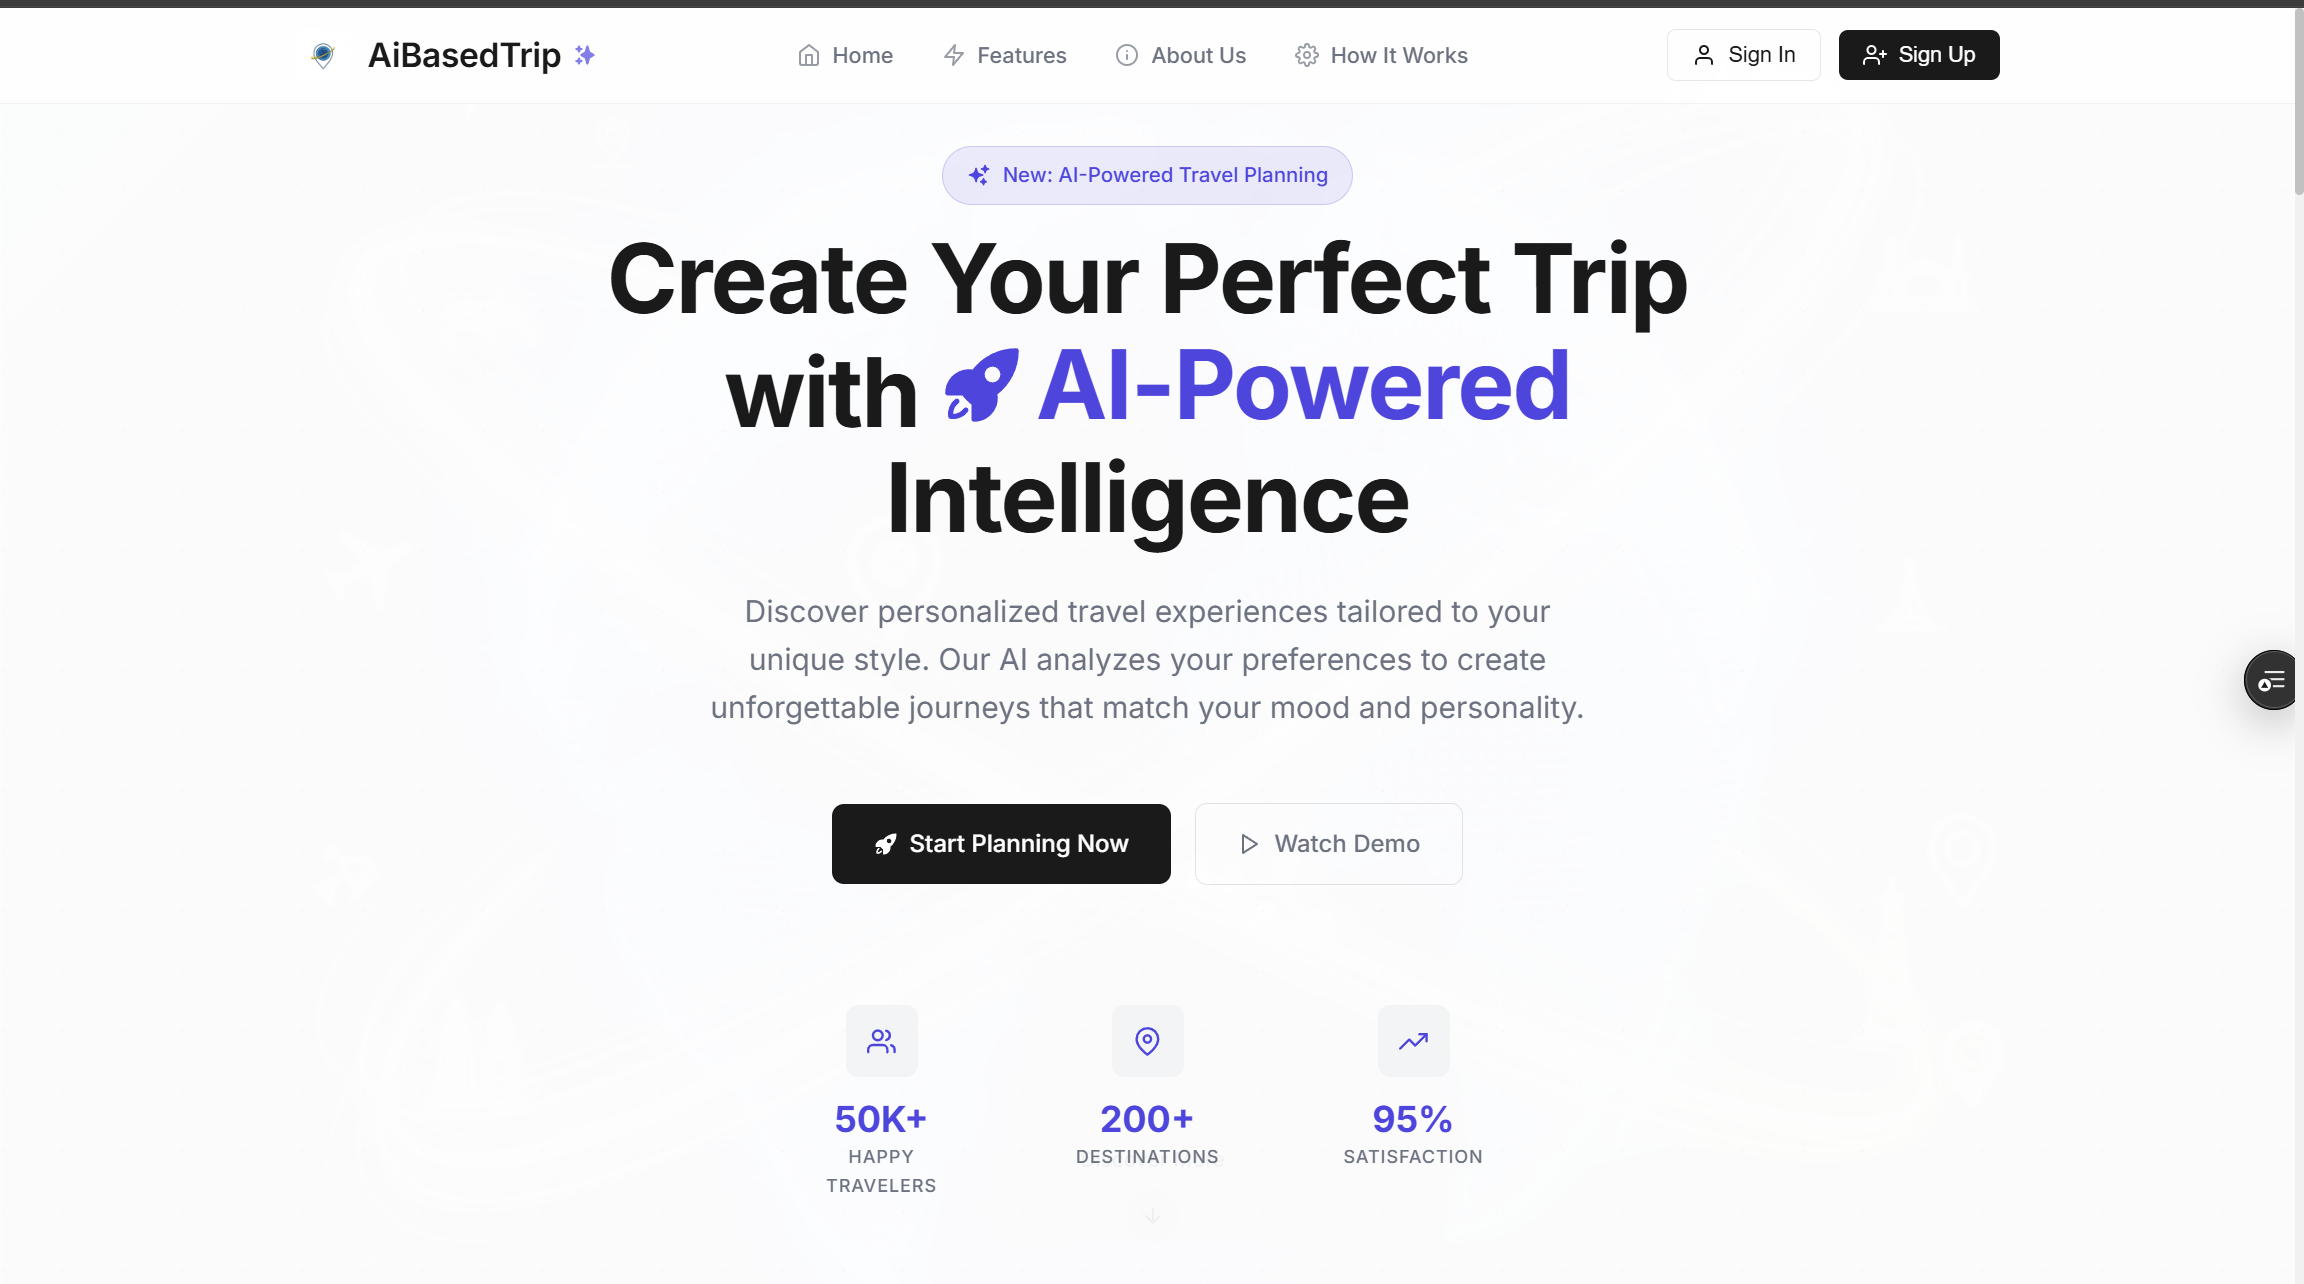 AiBasedTrip
Home
Features
About Us
How It Works
Sign In
Sign Up
New: AI-Powered Travel Planning
Create Your Perfect Trip
with AI-Powered
Intelligence
Discover personalized travel experiences tailored to your
unique style. Our AI analyzes your preferences to create
unforgettable journeys that match your mood and personality.
Start Planning Now
Watch Demo
50K+
HAPPY
TRAVELERS
200+
DESTINATIONS
95%
SATISFACTION